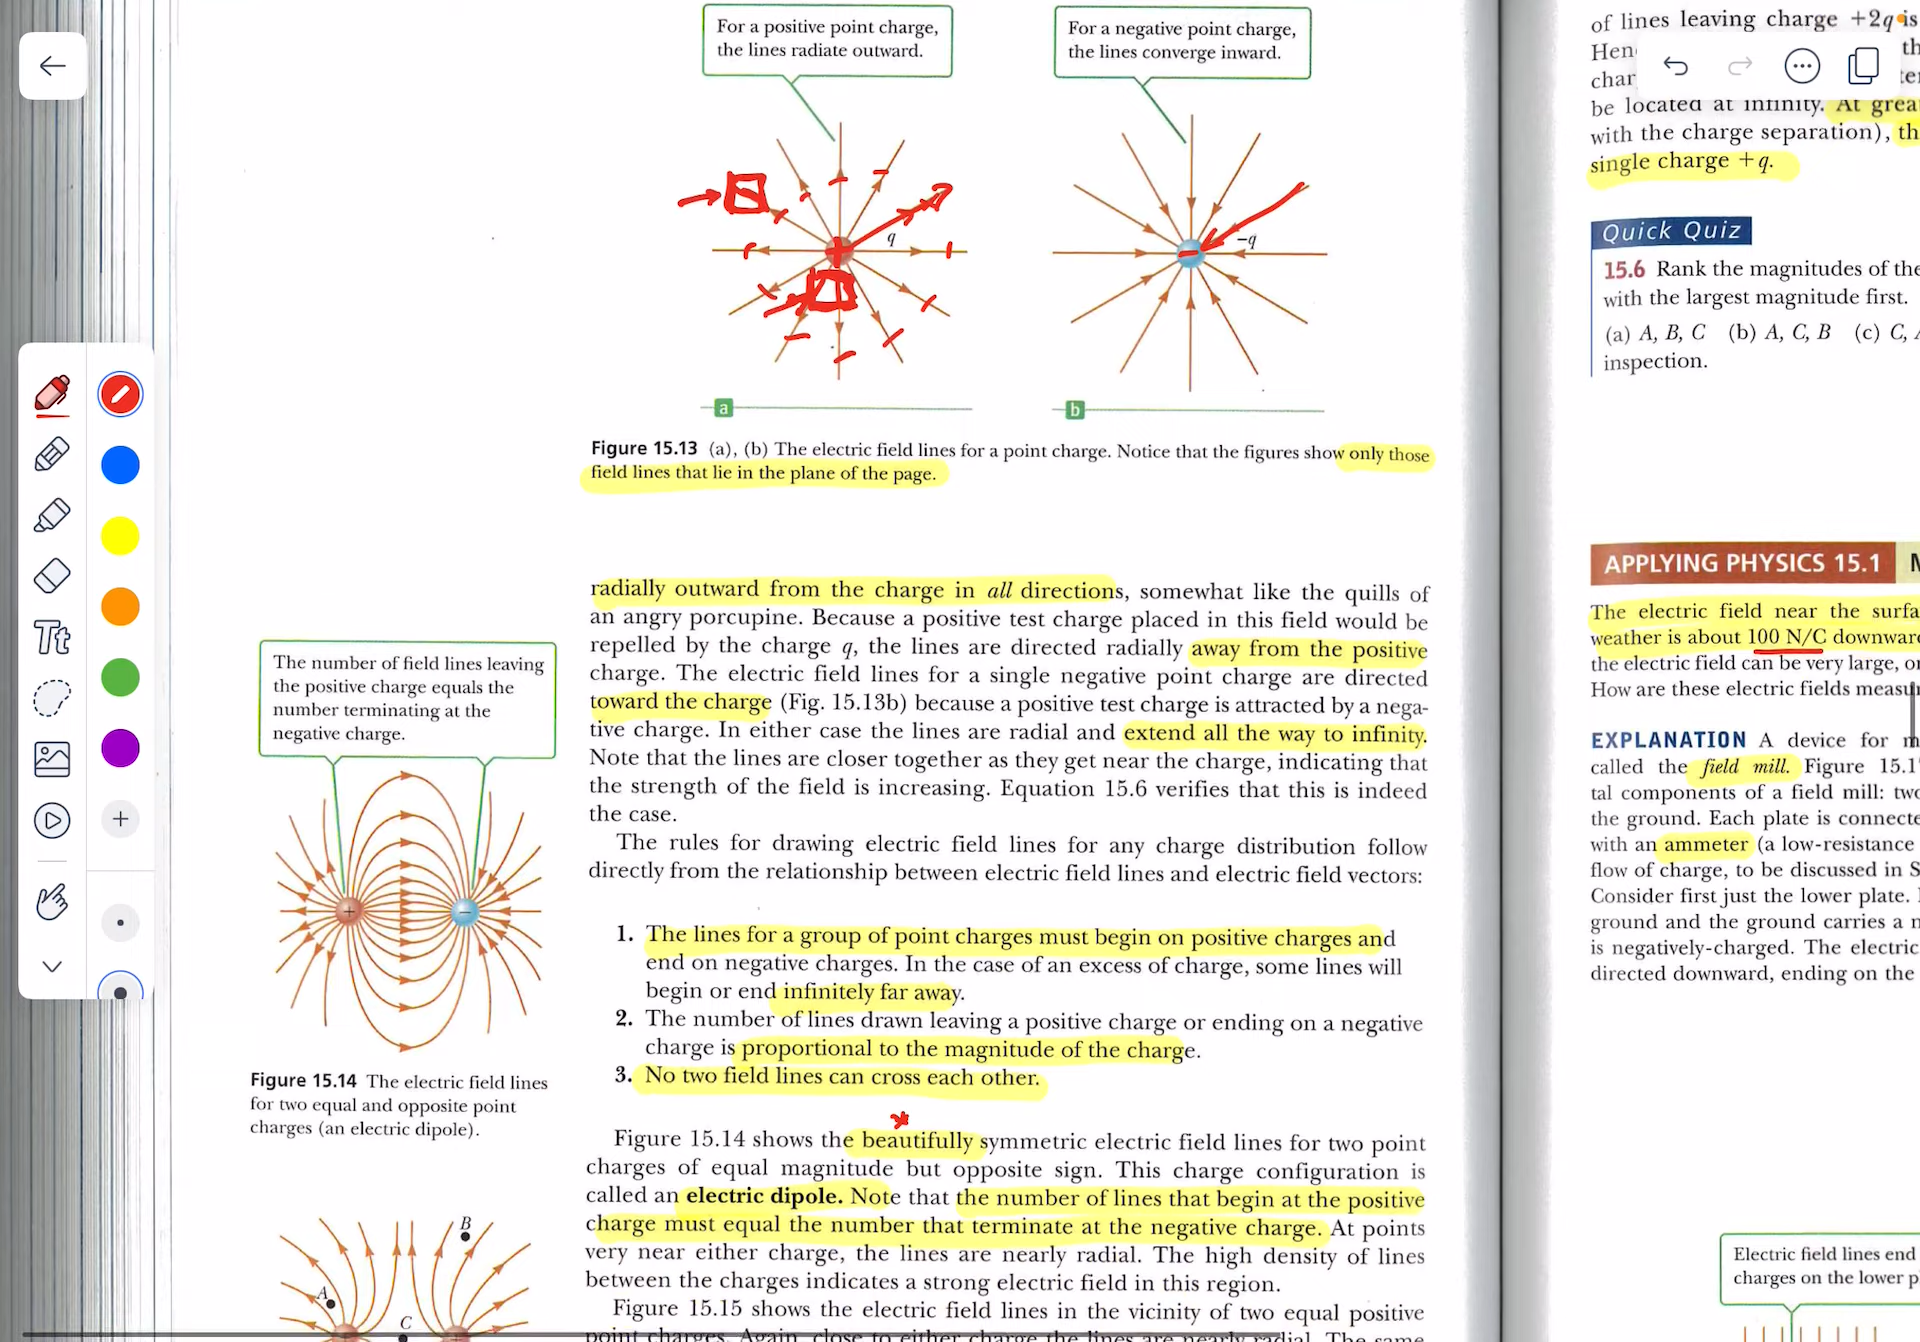 For a positive point charge,
the lines radiate outward.
For a negative point charge,
the lines converge inward.
q
−q
a
b
Figure 15.13 (a), (b) The electric field lines for a point charge. Notice that the figures show only those
field lines that lie in the plane of the page.
radially outward from the charge in all directions, somewhat like the quills of
an angry porcupine. Because a positive test charge placed in this field would be
repelled by the charge q, the lines are directed radially away from the positive
charge. The electric field lines for a single negative point charge are directed
toward the charge (Fig. 15.13b) because a positive test charge is attracted by a nega-
tive charge. In either case the lines are radial and extend all the way to infinity.
Note that the lines are closer together as they get near the charge, indicating that
the strength of the field is increasing. Equation 15.6 verifies that this is indeed
the case.
The rules for drawing electric field lines for any charge distribution follow
directly from the relationship between electric field lines and electric field vectors:
1. The lines for a group of point charges must begin on positive charges and
end on negative charges. In the case of an excess of charge, some lines will
begin or end infinitely far away.
2. The number of lines drawn leaving a positive charge or ending on a negative
charge is proportional to the magnitude of the charge.
3. No two field lines can cross each other.
Figure 15.14 shows the beautifully symmetric electric field lines for two point
charges of equal magnitude but opposite sign. This charge configuration is
called an electric dipole. Note that the number of lines that begin at the positive
charge must equal the number that terminate at the negative charge. At points
very near either charge, the lines are nearly radial. The high density of lines
between the charges indicates a strong electric field in this region.
Figure 15.15 shows the electric field lines in the vicinity of two equal positive
point charges. Again, close to either charge the lines are nearly radial. The same
Tt
The number of field lines leaving
the positive charge equals the
number terminating at the
negative charge.
+ −
Figure 15.14 The electric field lines
for two equal and opposite point
charges (an electric dipole).
B
A
C
of lines leaving charge +2q is
Hen
th
char
be located at infinity. At grea
with the charge separation), th
single charge +q.
Quick Quiz
15.6 Rank the magnitudes of the
with the largest magnitude first.
(a) A, B, C (b) A, C, B (c) C,
inspection.
APPLYING PHYSICS 15.1
The electric field near the surfa
weather is about 100 N/C downward
the electric field can be very large, or
How are these electric fields measu
EXPLANATION A device for m
called the field mill. Figure 15.1
tal components of a field mill: two
the ground. Each plate is connecte
with an ammeter (a low-resistance
flow of charge, to be discussed in S
Consider first just the lower plate.
ground and the ground carries a n
is negatively-charged. The electric
directed downward, ending on the
Electric field lines end
charges on the lower p